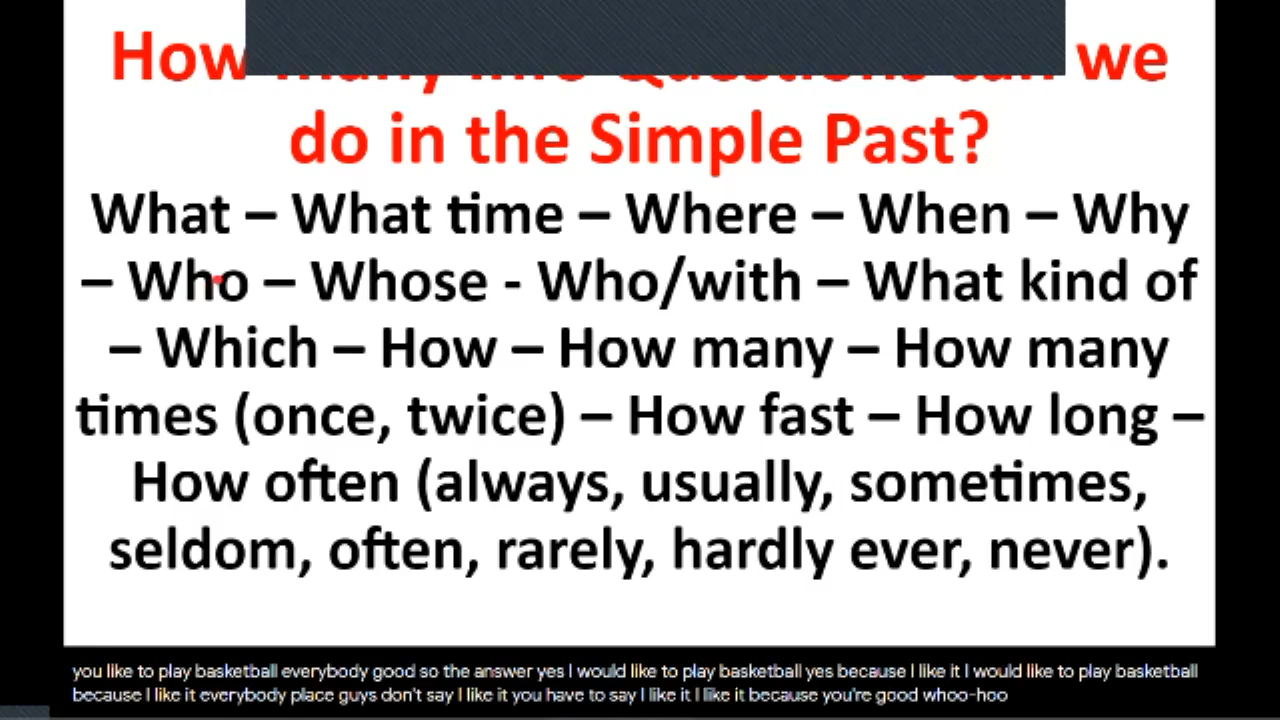 How many Info Questions can we
do in the Simple Past?
What – What time – Where – When – Why
– Who – Whose - Who/with – What kind of
– Which – How – How many – How many
times (once, twice) – How fast – How long –
How often (always, usually, sometimes,
seldom, often, rarely, hardly ever, never).
you like to play basketball everybody good so the answer yes I would like to play basketball yes because I like it I would like to play basketball
because I like it everybody place guys don't say I like it you have to say I like it I like it because you're good whoo-hoo